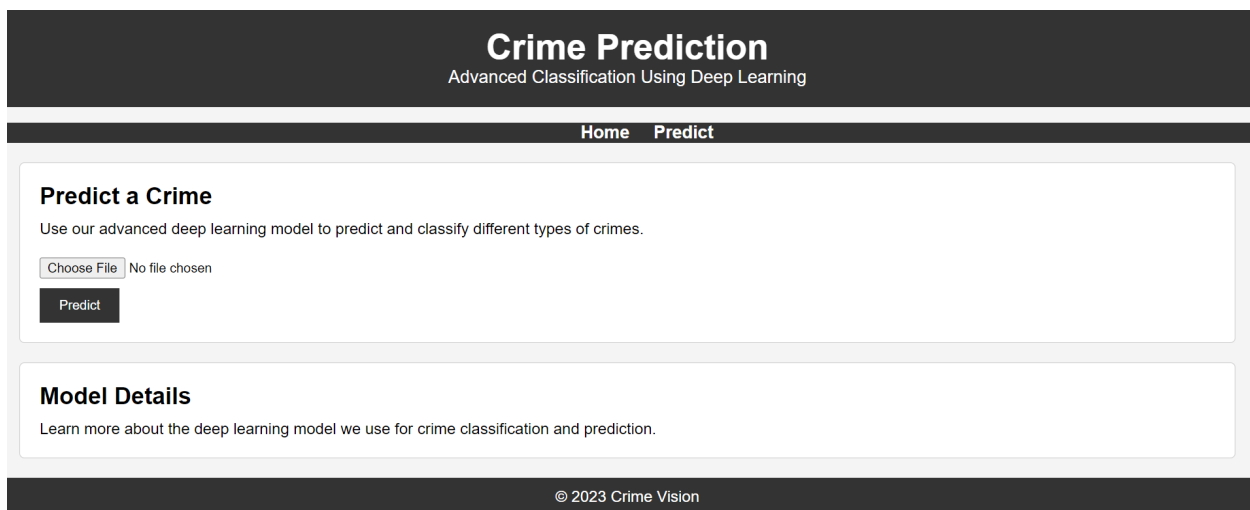 Crime Prediction
Advanced Classification Using Deep Learning
Home Predict
Predict a Crime
Use our advanced deep learning model to predict and classify different types of crimes.
Choose File No file chosen
Predict
Model Details
Learn more about the deep learning model we use for crime classification and prediction.
© 2023 Crime Vision